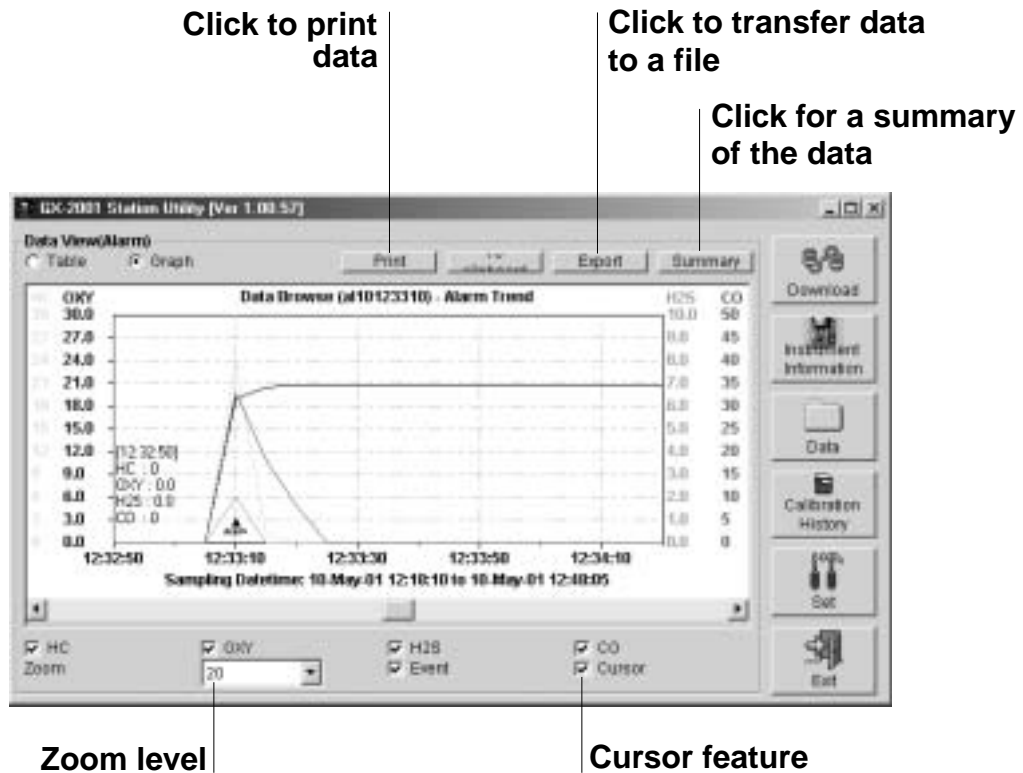 Click to print
data
Click to transfer data
to a file
Click for a summary
of the data
GX-2001 Station Utility [Ver 1.00.57]
Data View(Alarm)
Table Graph
Print Export Summary
Data Browse (al10123310) - Alarm Trend
OXY H2S CO
30.0 10.0 50
27.0 9.0 45
24.0 8.0 40
21.0 7.0 35
18.0 6.0 30
15.0 5.0 25
12.0 4.0 20
9.0 3.0 15
6.0 2.0 10
3.0 1.0 5
0.0 0.0 0
[12:32:50]
HC : 0
OXY : 0.0
H2S : 0.0
CO : 0
12:32:50 12:33:10 12:33:30 12:33:50 12:34:10
Sampling Datetime: 10-May-01 12:18:10 to 10-May-01 12:48:05
HC OXY H2S CO
Zoom 20 Event Cursor
Download
Instrument
Information
Data
Calibration
History
Set
Exit
Zoom level
Cursor feature